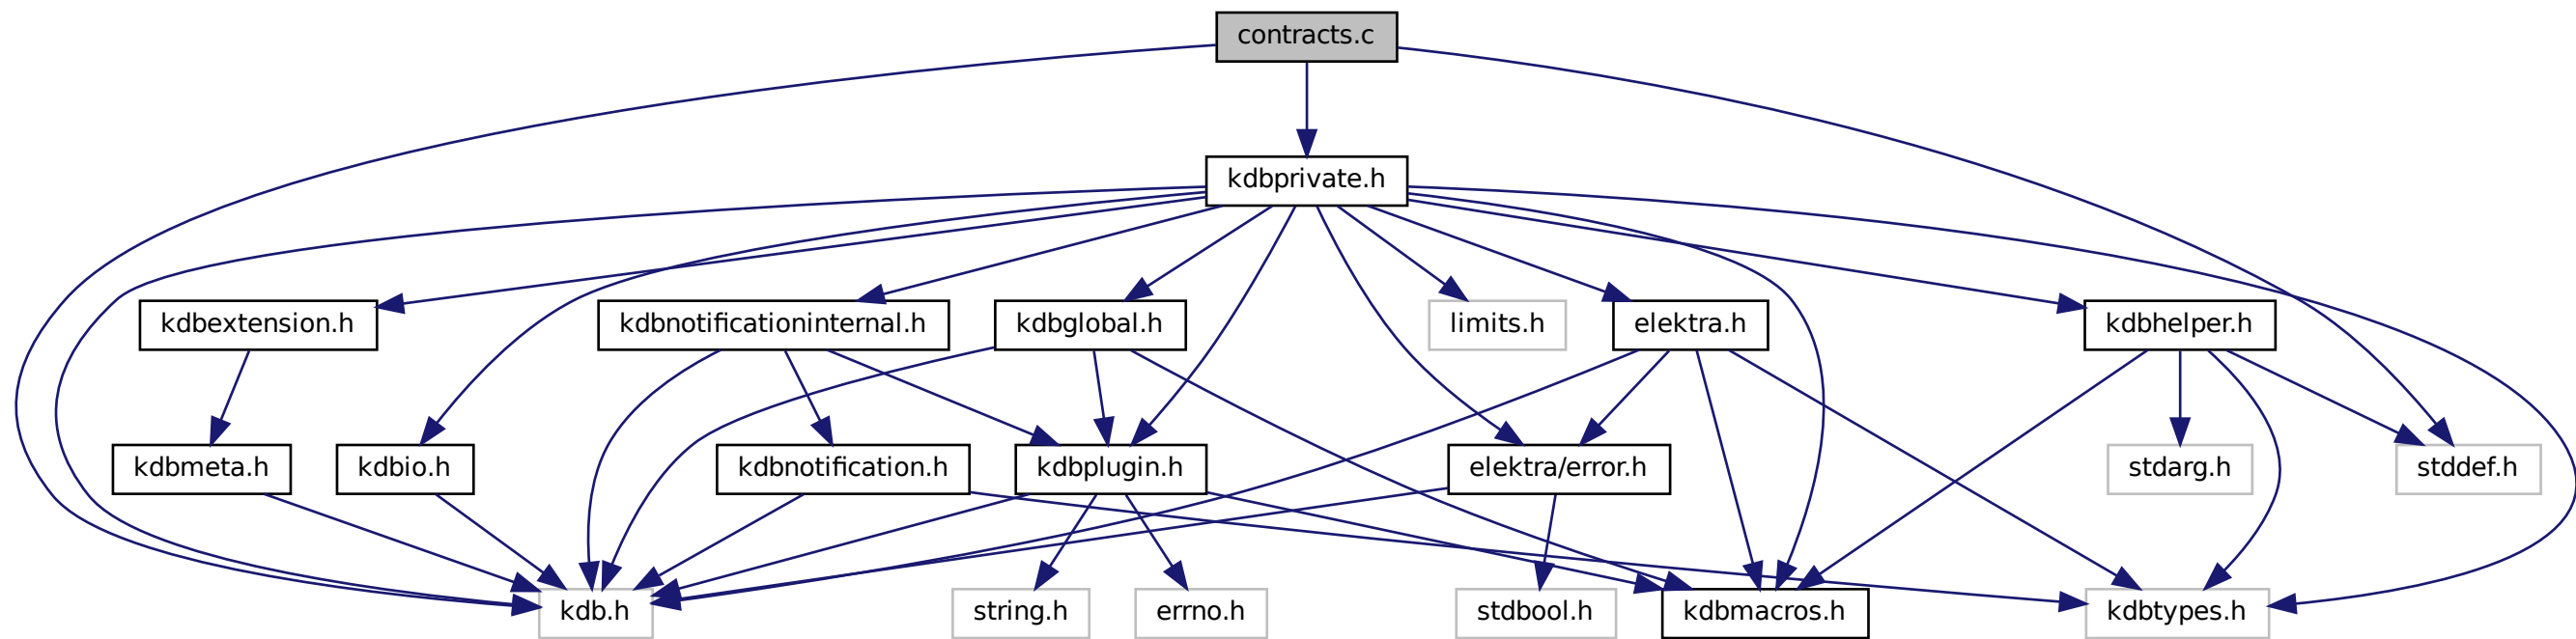 contracts.c
kdbprivate.h
kdbextension.h
kdbnotificationinternal.h
kdbglobal.h
limits.h
elektra.h
kdbhelper.h
kdbmeta.h
kdbio.h
kdbnotification.h
kdbplugin.h
elektra/error.h
stdarg.h
stddef.h
kdb.h
string.h
errno.h
stdbool.h
kdbmacros.h
kdbtypes.h